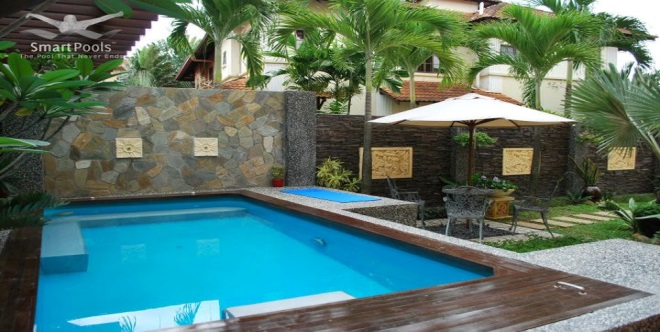 SmartPools
The Pool That Never Ends